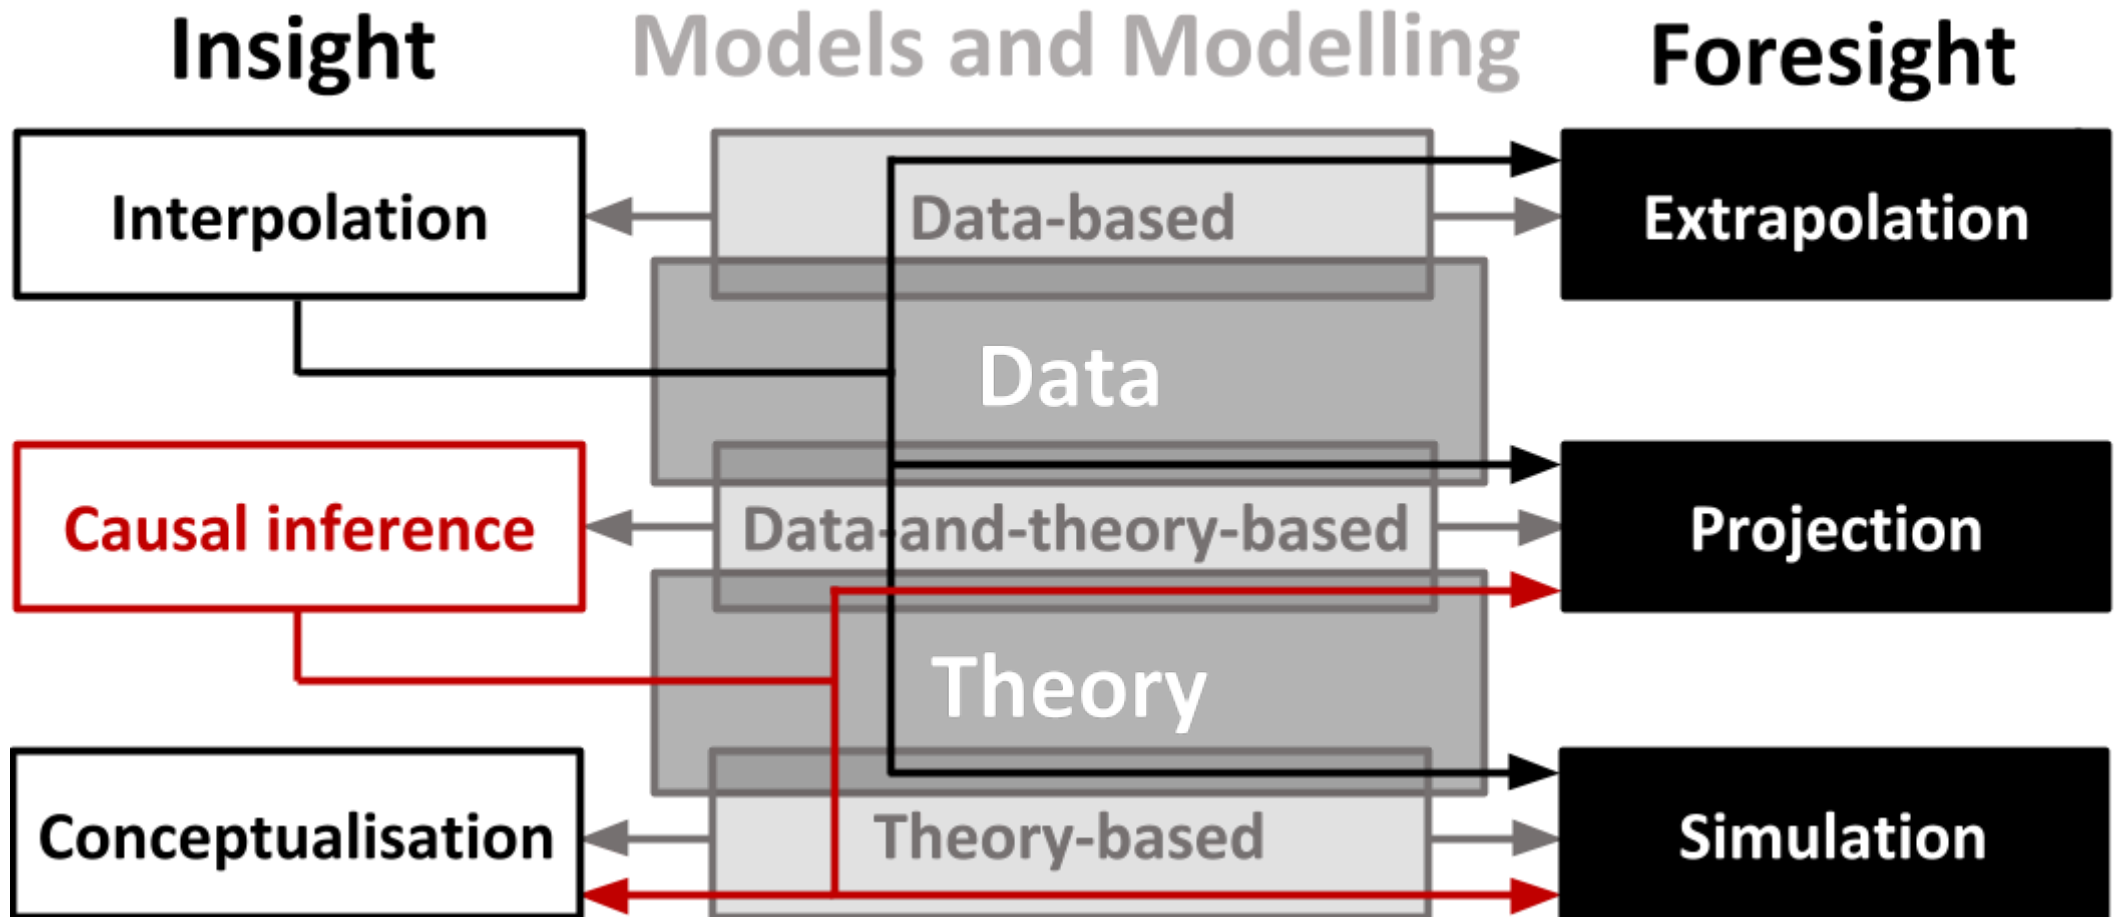 Insight
Models and Modelling
Foresight
Interpolation
Data-based
Extrapolation
Data
Causal inference
Data-and-theory-based
Projection
Theory
Conceptualisation
Theory-based
Simulation